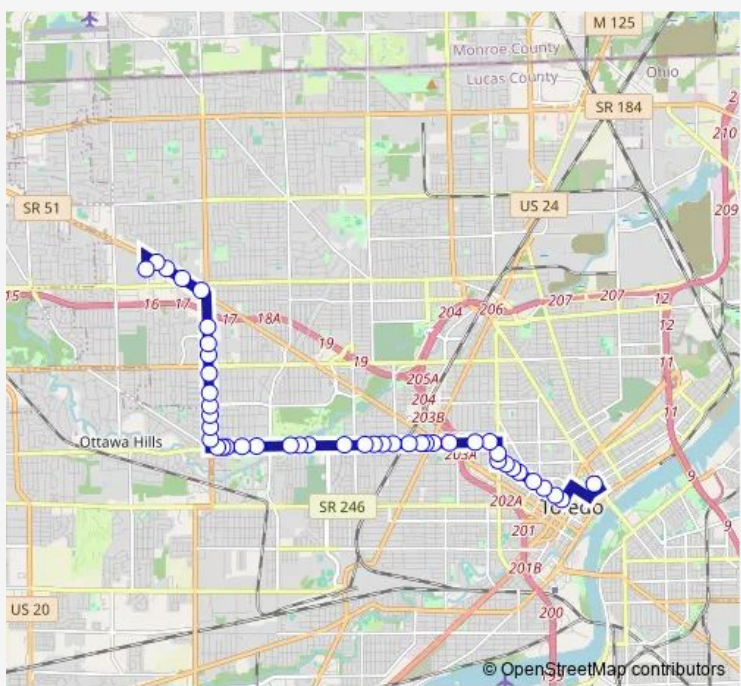 M 125
Monroe County
Lucas County
Ohio
SR 184
2
210
209
SR 51
US 24
15
16
17
17
18A
19
19
204
206
207
207
12
12
11
11
205A
204
203B
203A
Ottawa Hills
SR 246
202A
201
201B
200
Toledo
9
9
US 20
© OpenStreetMap contributors